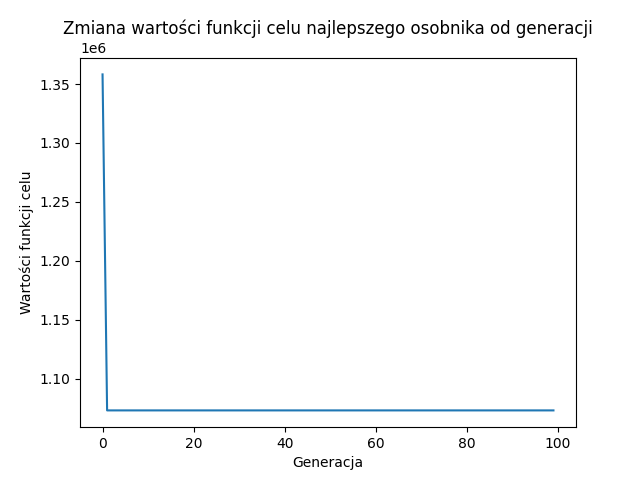 Zmiana wartości funkcji celu najlepszego osobnika od generacji
1e6
1.35
1.30
1.25
1.20
1.15
1.10
Wartości funkcji celu
0 20 40 60 80 100
Generacja